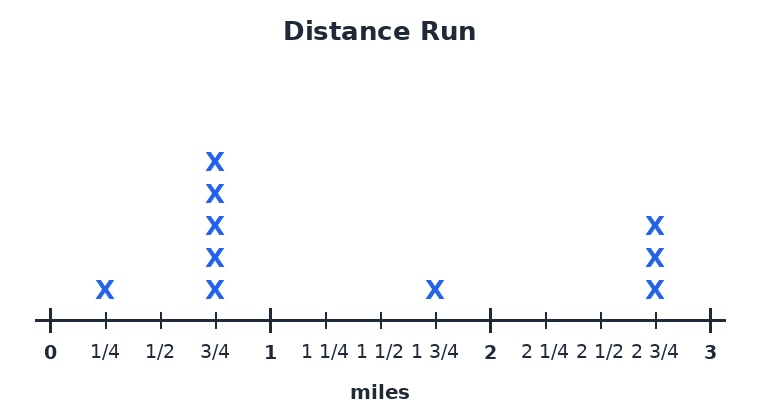 Distance Run
X
X
X
X X
X X
X X X X
0 1/4 1/2 3/4 1 1 1/4 1 1/2 1 3/4 2 2 1/4 2 1/2 2 3/4 3
miles